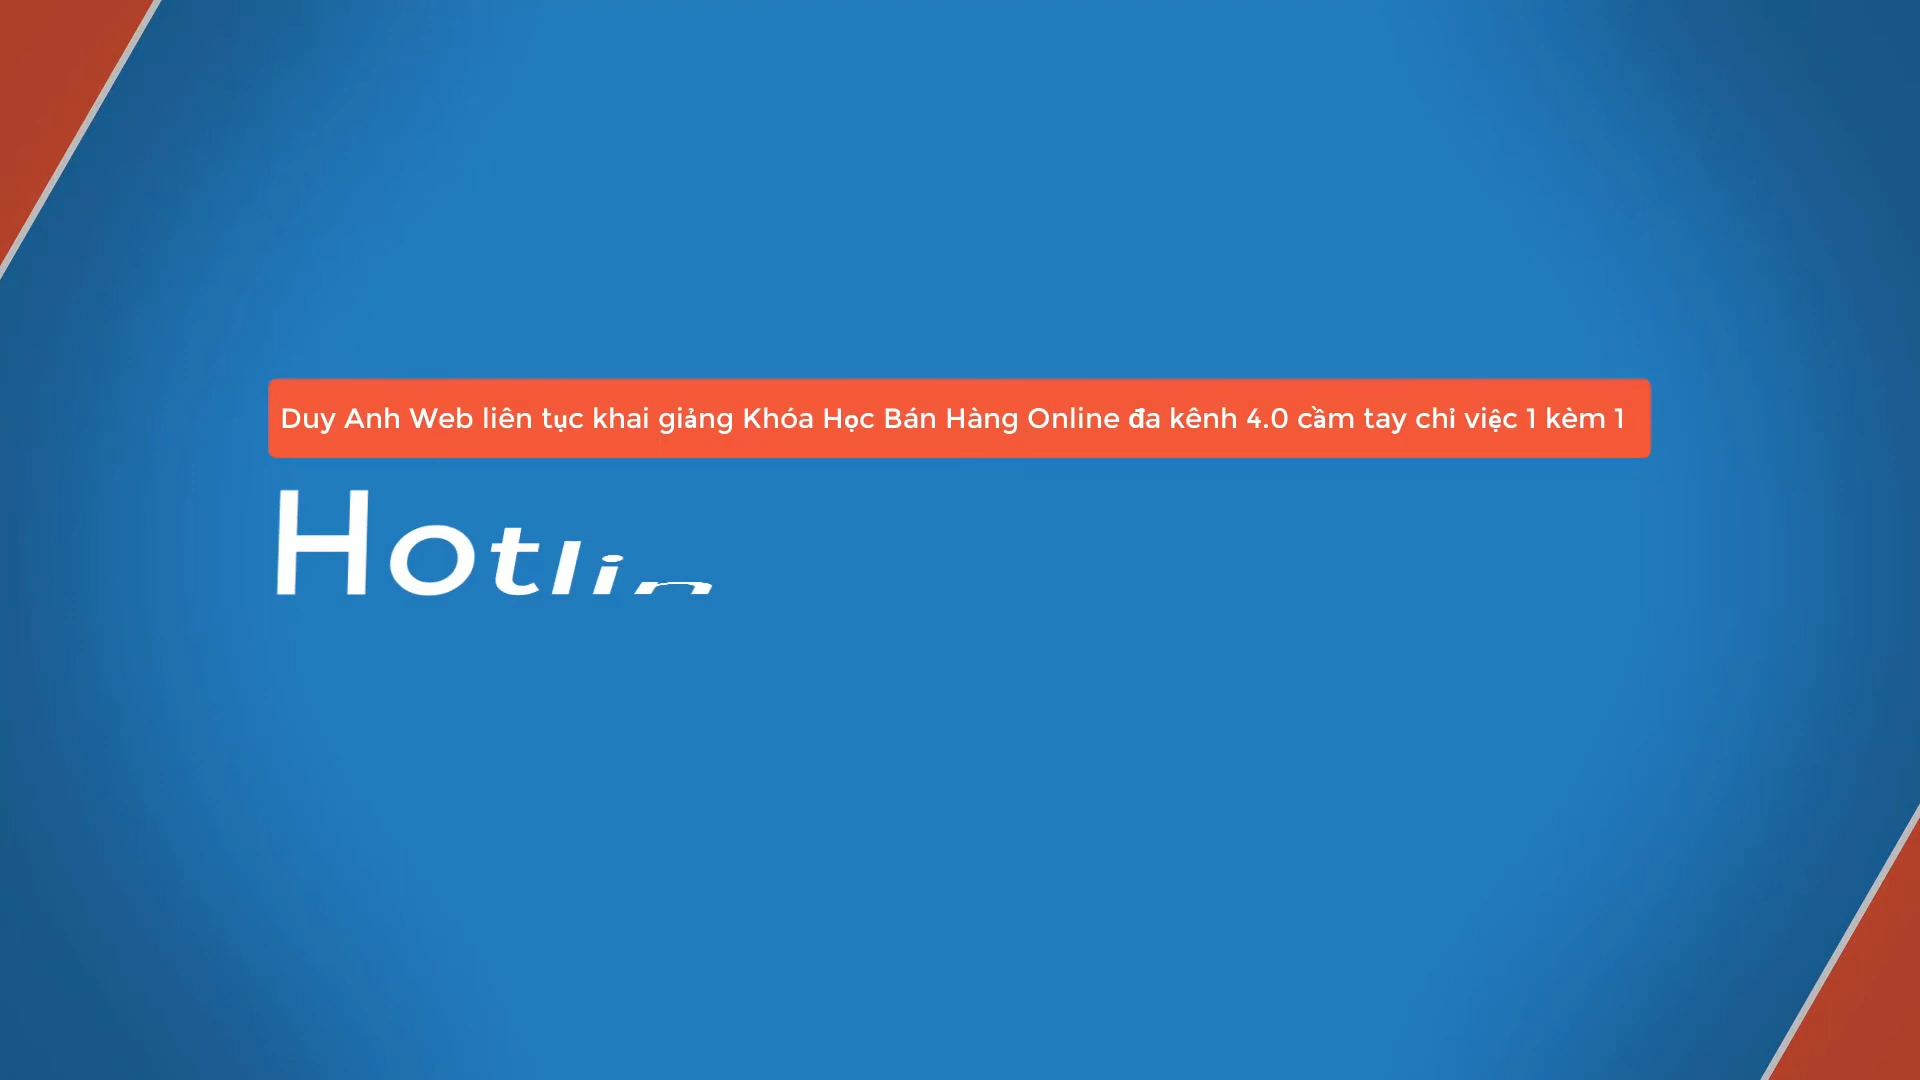 Duy Anh Web liên tục khai giảng Khóa Học Bán Hàng Online đa kênh 4.0 cầm tay chỉ việc 1 kèm 1
Hotlin